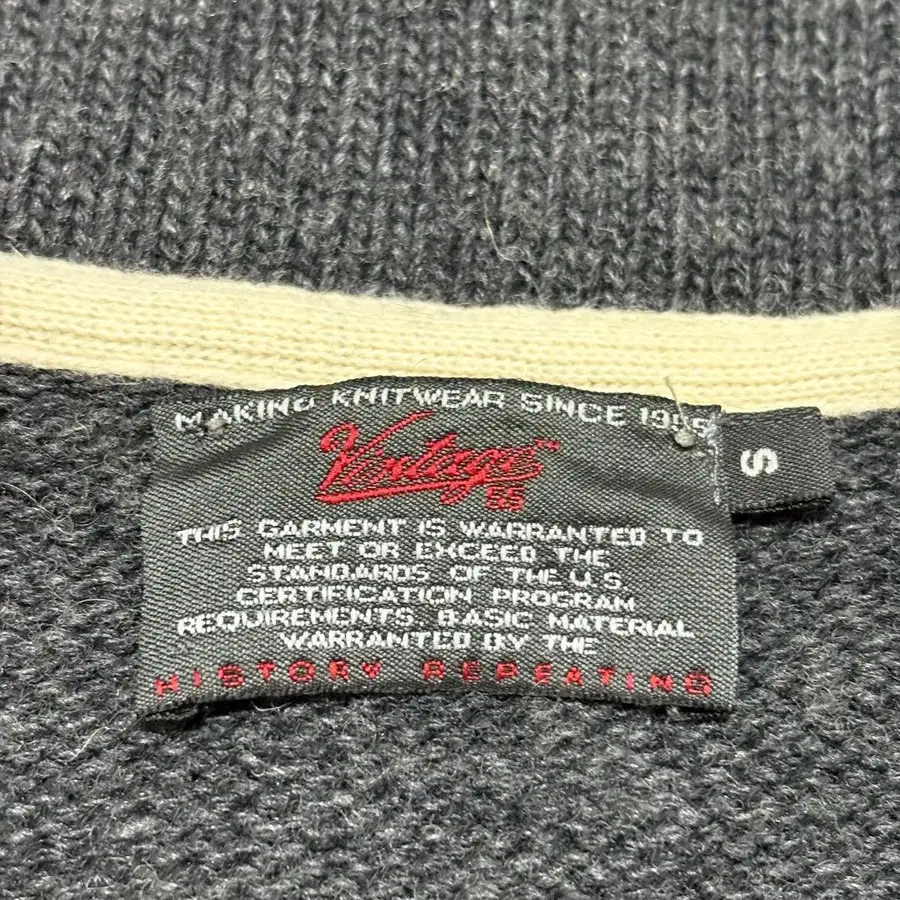 MAKING KNITWEAR SINCE 1955
Vintage™
55
S
THIS GARMENT IS WARRANTED TO
MEET OR EXCEED THE
STANDARDS OF THE U.S
CERTIFICATION PROGRAM
REQUIREMENTS. BASIC MATERIAL
WARRANTED BY THE
HISTORY REPEATING